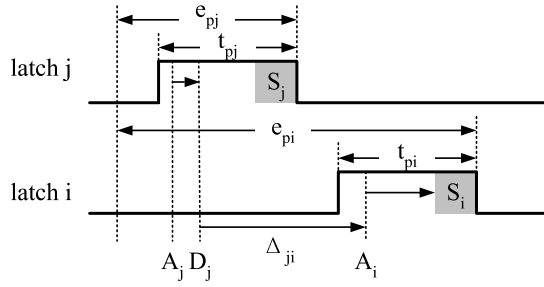 e_pj
t_pj
latch j
S_j
e_pi
t_pi
latch i
S_i
Δ_ji
A_j D_j A_i